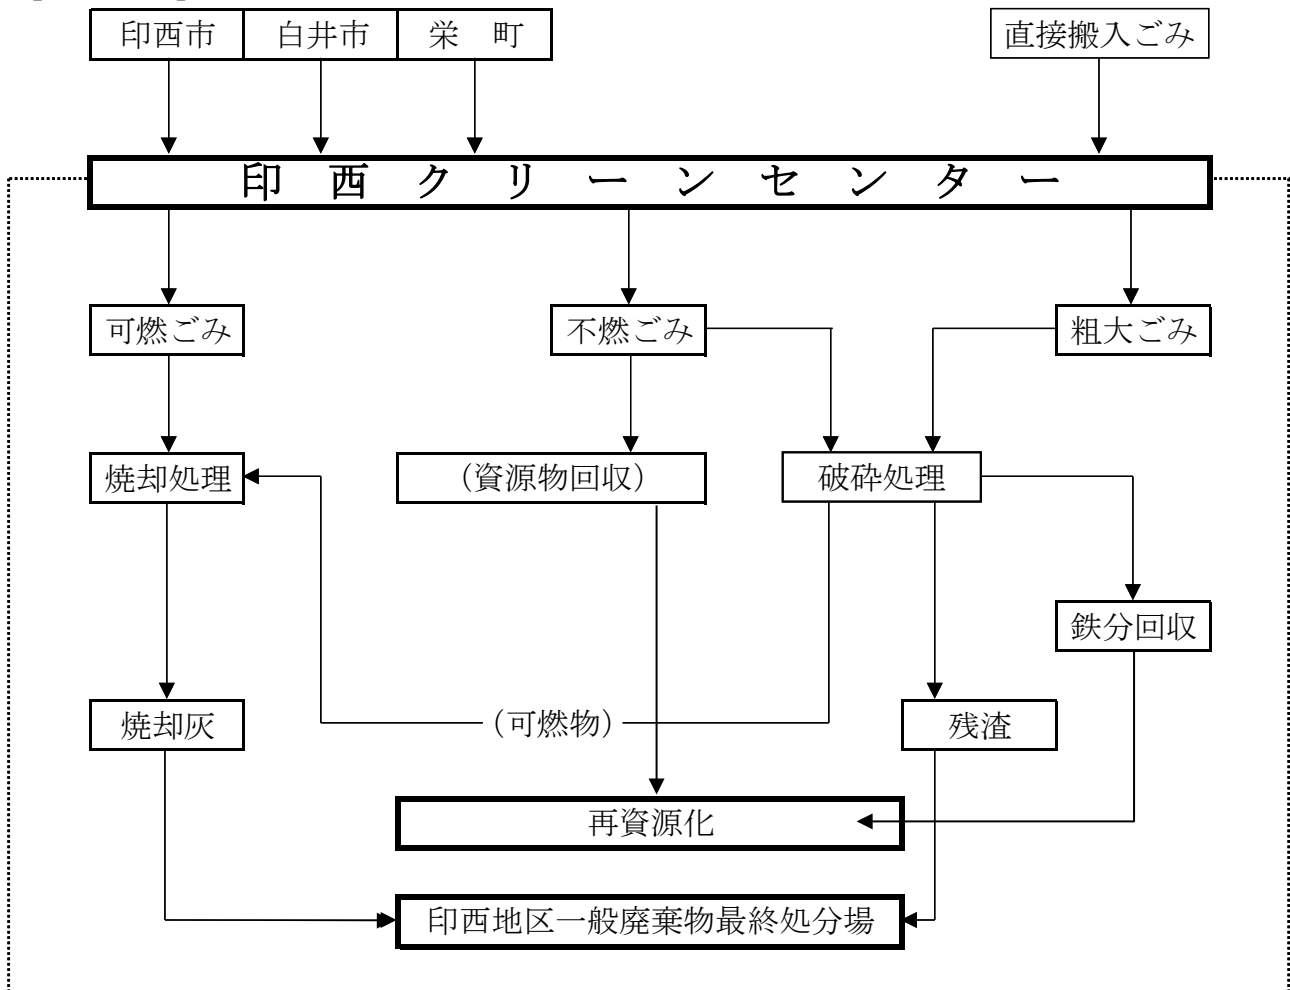 印西市 白井市 栄　町 直接搬入ごみ
印西クリーンセンター
可燃ごみ 不燃ごみ 粗大ごみ
焼却処理 （資源物回収） 破砕処理
鉄分回収
焼却灰 （可燃物） 残渣
再資源化
印西地区一般廃棄物最終処分場